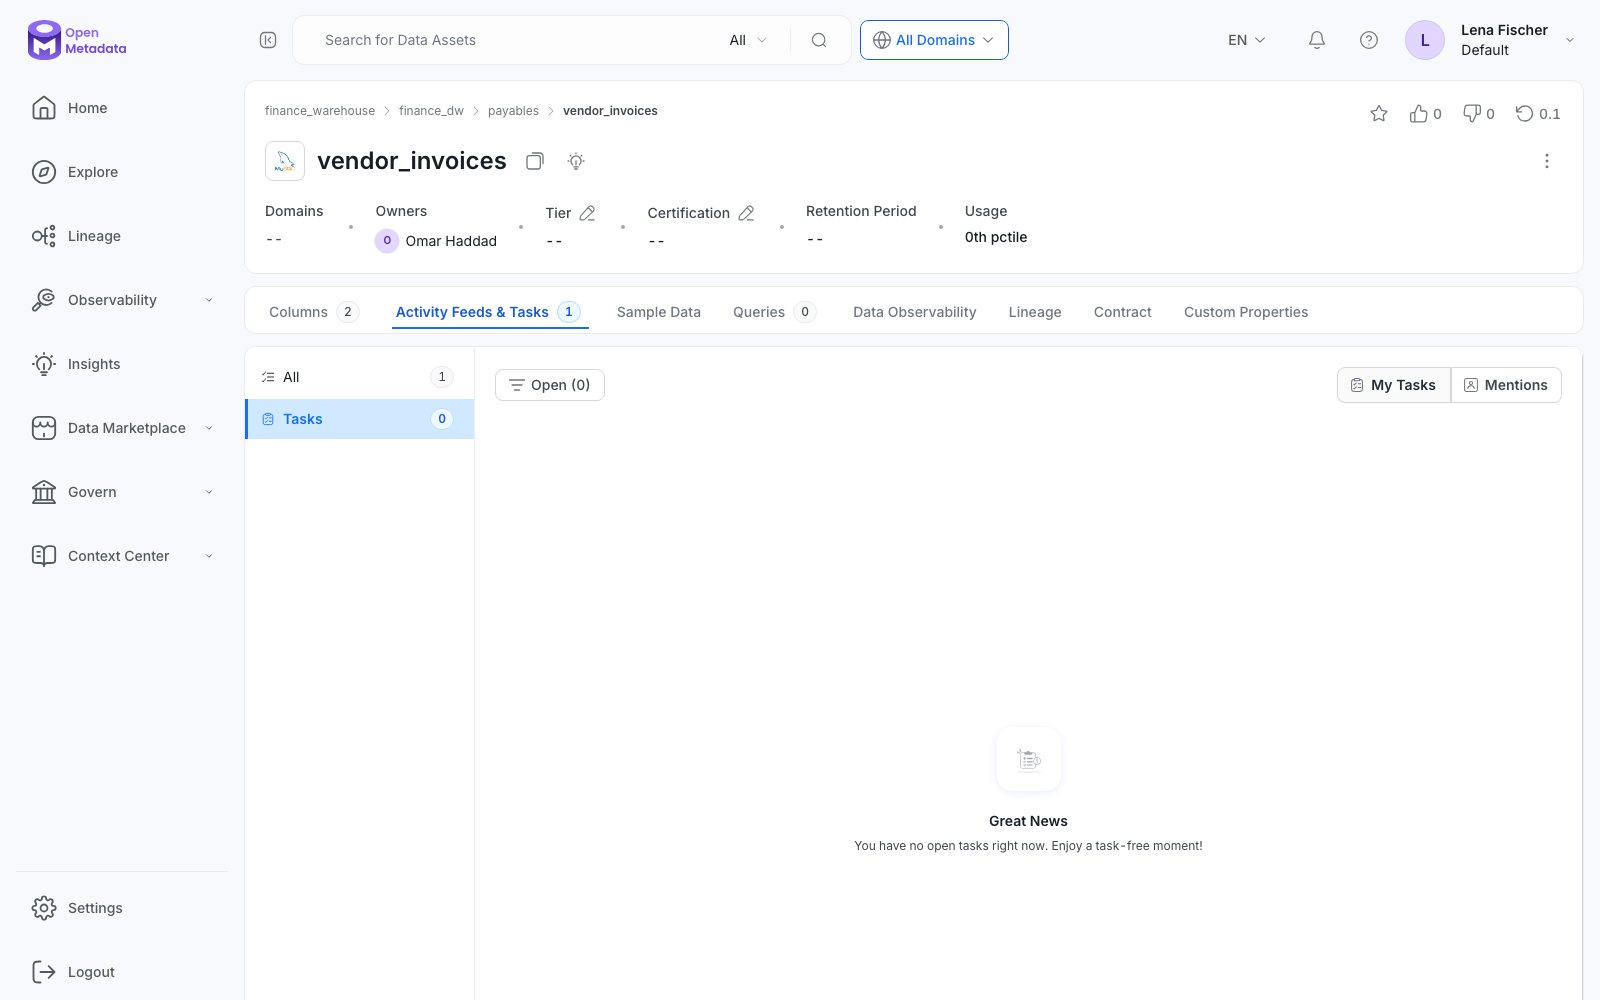 Open
Metadata
Search for Data Assets
All
All Domains
EN
L
Lena Fischer
Default
Home
Explore
Lineage
Observability
Insights
Data Marketplace
Govern
Context Center
Settings
Logout
finance_warehouse
finance_dw
payables
vendor_invoices
0
0
0.1
MySQL
vendor_invoices
Domains
--
Owners
O
Omar Haddad
Tier
--
Certification
--
Retention Period
--
Usage
0th pctile
Columns 2
Activity Feeds & Tasks 1
Sample Data
Queries 0
Data Observability
Lineage
Contract
Custom Properties
All 1
Tasks 0
Open (0)
My Tasks
Mentions
Great News
You have no open tasks right now. Enjoy a task-free moment!